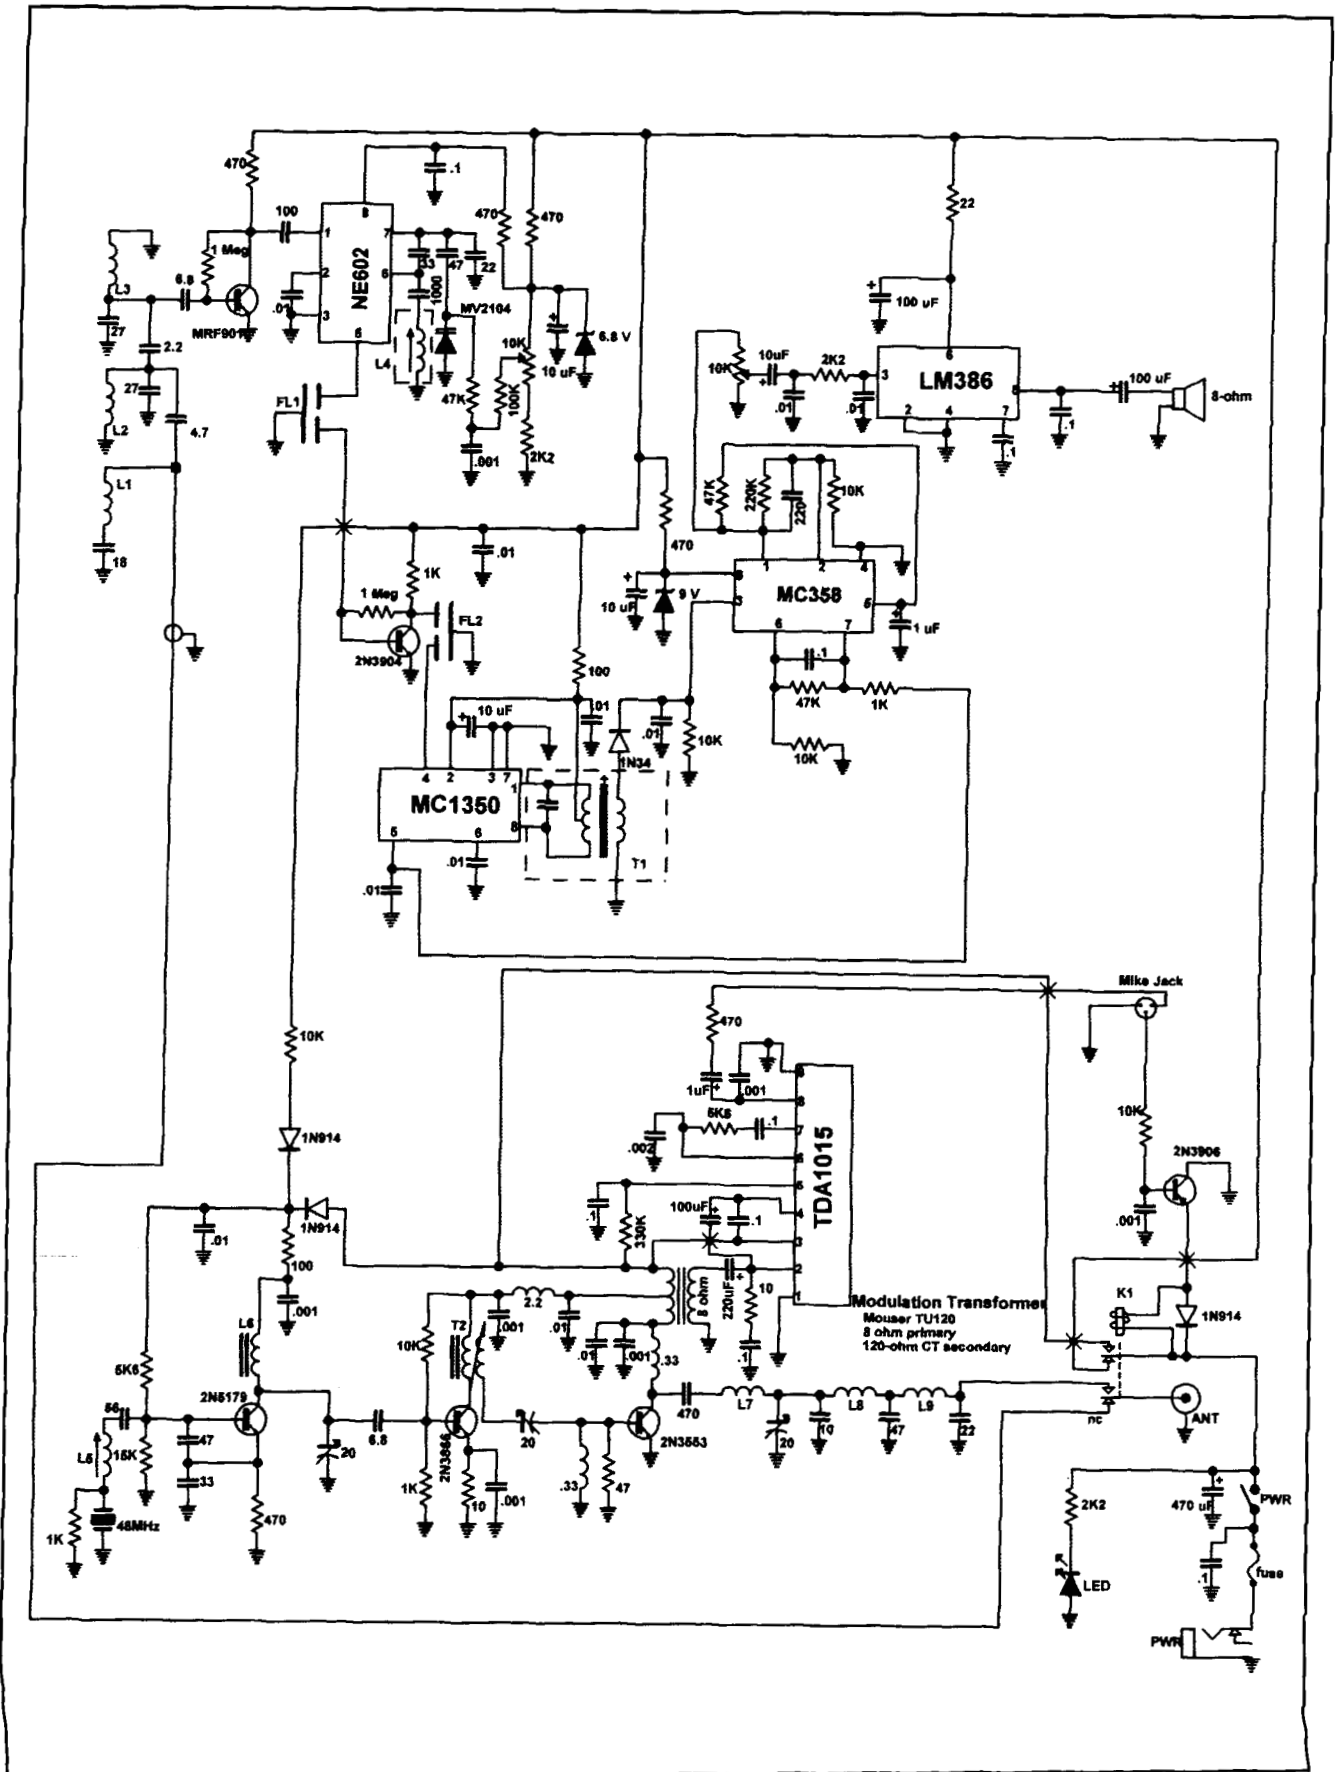 470
.1
8
100
470
470
22
1 Meg
1
7
33
47
22
NE602
6.8
2
6
1000
100 uF
L3
.01
MV2104
27
MRF901
3
6.8 V
2.2
6
L4
10K
10 uF
10K
10uF
2K2
3
6
LM386
8
100 uF
8-ohm
27
FL1
47K
100K
.01
.01
2
4
7
.1
L2
4.7
.001
2K2
.1
L1
47K
220K
220
10K
18
.01
470
1
2
4
1K
8
MC358
1 Meg
10 uF
9 V
3
5
FL2
6
7
1 uF
2N3904
100
.1
47K
1K
10 uF
.01
.01
10K
10K
1N34
4
2
3
7
1
MC1350
8
5
6
.01
T1
.01
Mike Jack
470
10K
9
1uF
.001
8
5K6
.1
7
10K
1N914
.002
6
2N3906
TDA1015
5
100uF
.1
.1
4
.001
1N914
330K
.01
3
100
2
8 ohm
220uF
10
K1
1
Modulation Transformer
Mouser TU120
8 ohm primary
120-ohm CT secondary
1N914
.001
2.2
L6
T2
.001
.01
10K
.01
.001
.33
.1
5K6
2N5179
56
470
L7
L8
L9
nc
ANT
47
20
6.8
2N3866
20
2N3553
20
10
47
22
L5
15K
33
1K
10
.001
.33
47
2K2
470 uF
PWR
1K
48MHz
470
.1
fuse
LED
PWR